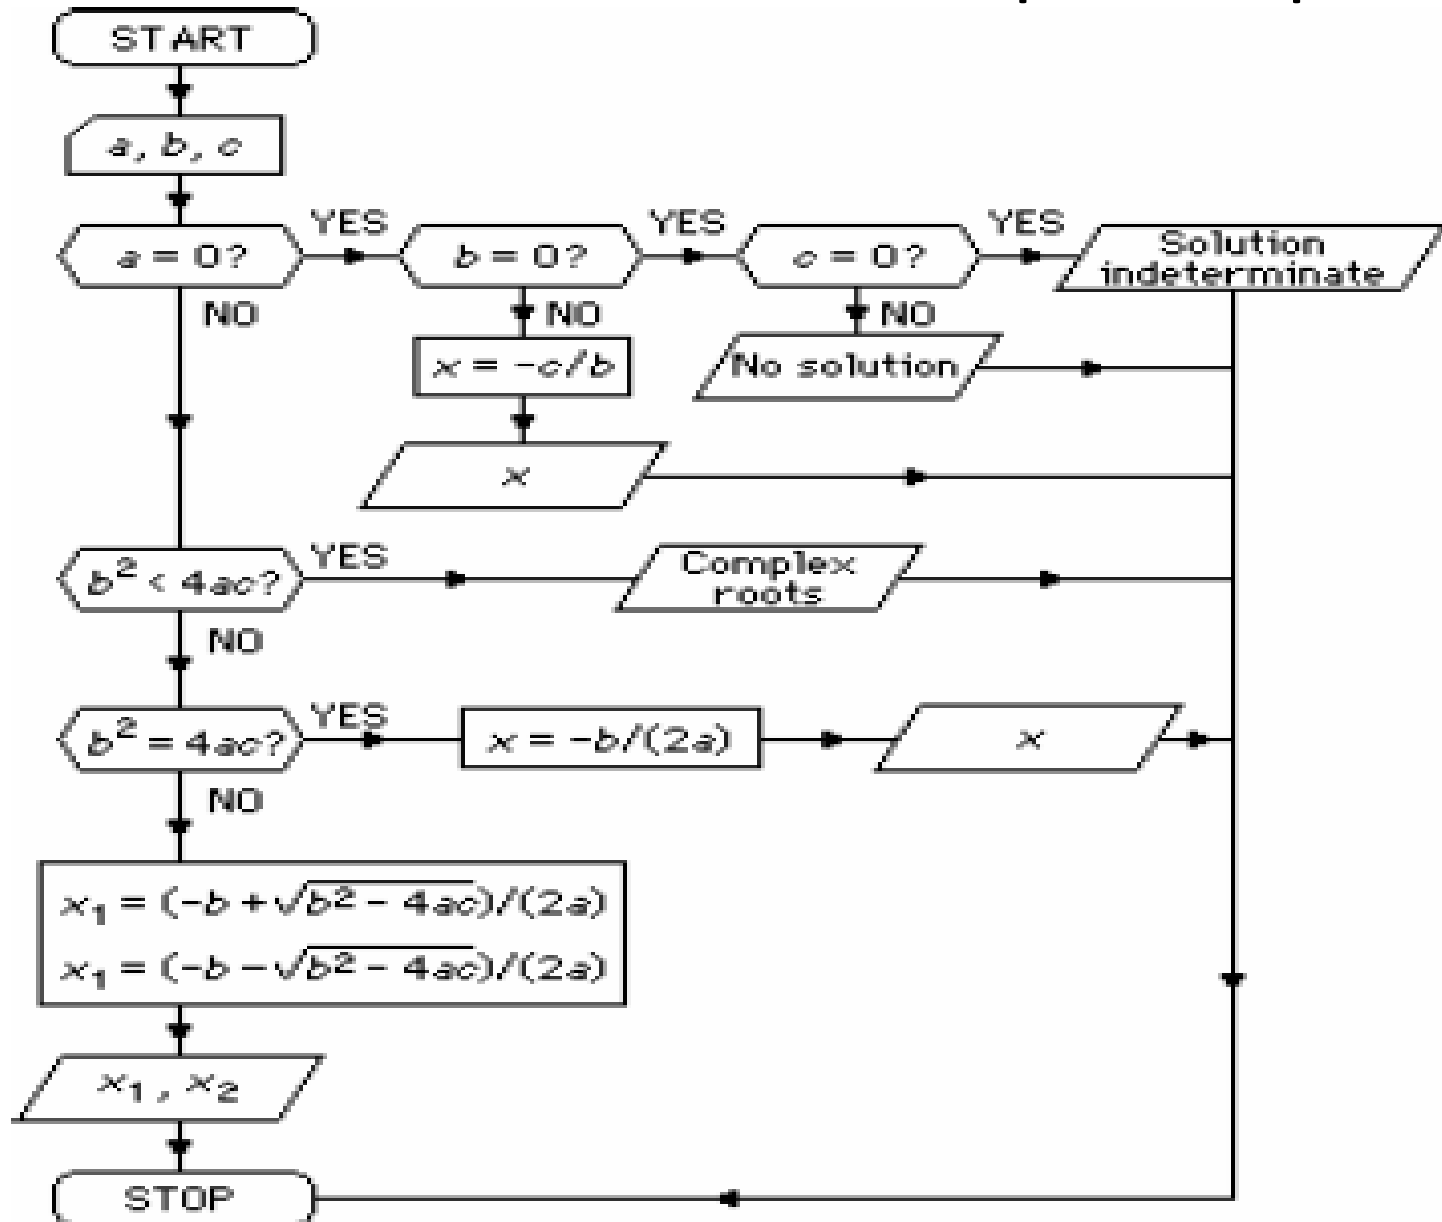 START
a, b, c
a = 0?
YES
b = 0?
YES
c = 0?
YES
Solution
indeterminate
NO
NO
NO
x = -c/b
No solution
x
b² < 4ac?
YES
Complex
roots
NO
b² = 4ac?
YES
x = -b/(2a)
x
NO
x₁ = (-b + √b² - 4ac)/(2a)
x₁ = (-b - √b² - 4ac)/(2a)
x₁, x₂
STOP